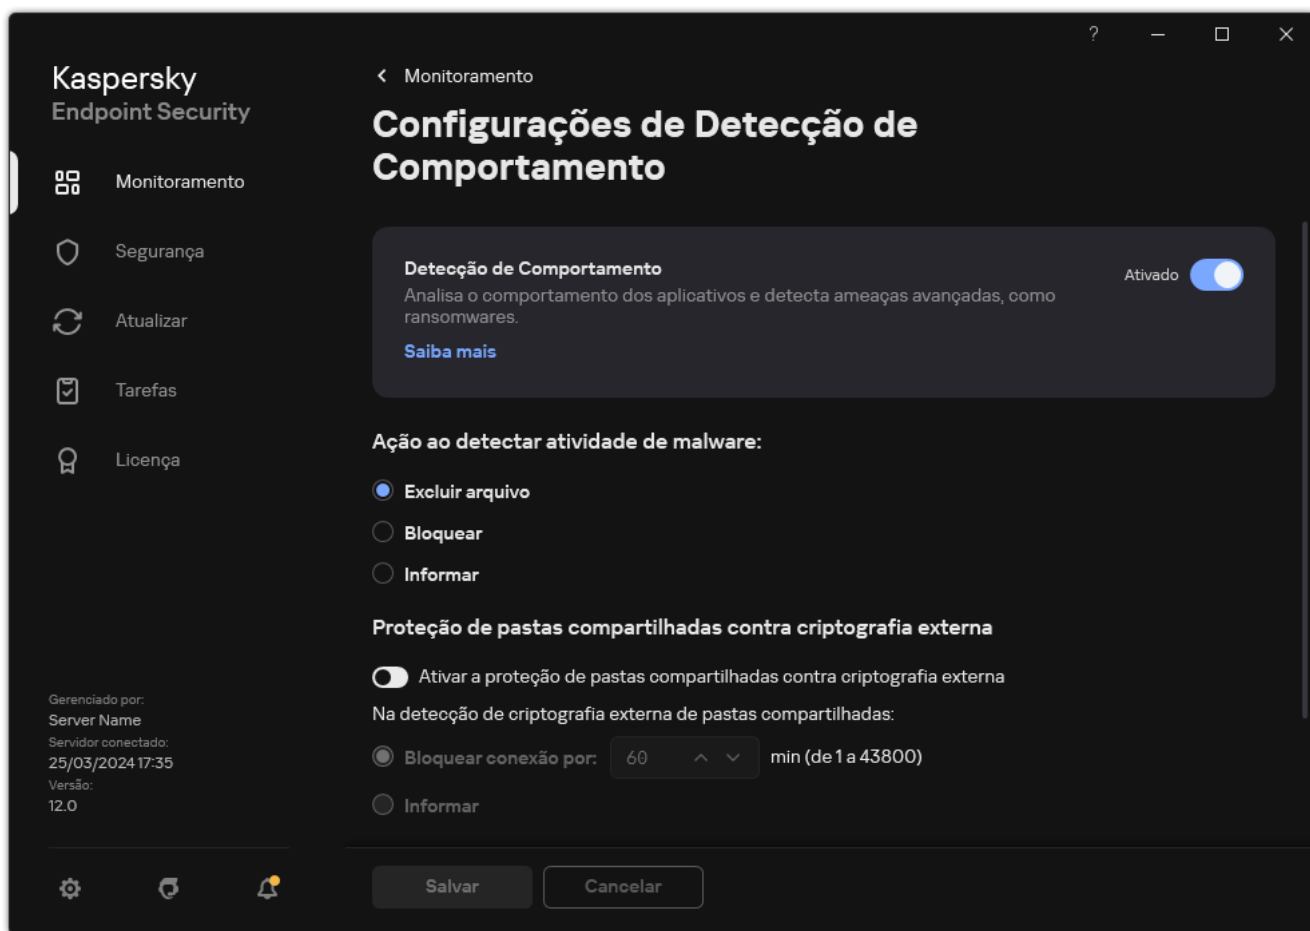 ?
Kaspersky
Endpoint Security
Monitoramento
Segurança
Atualizar
Tarefas
Licença
Gerenciado por:
Server Name
Servidor conectado:
25/03/2024 17:35
Versão:
12.0
Monitoramento
Configurações de Detecção de
Comportamento
Detecção de Comportamento
Ativado
Analisa o comportamento dos aplicativos e detecta ameaças avançadas, como
ransomwares.
Saiba mais
Ação ao detectar atividade de malware:
Excluir arquivo
Bloquear
Informar
Proteção de pastas compartilhadas contra criptografia externa
Ativar a proteção de pastas compartilhadas contra criptografia externa
Na detecção de criptografia externa de pastas compartilhadas:
Bloquear conexão por: 60 min (de 1 a 43800)
Informar
Salvar Cancelar